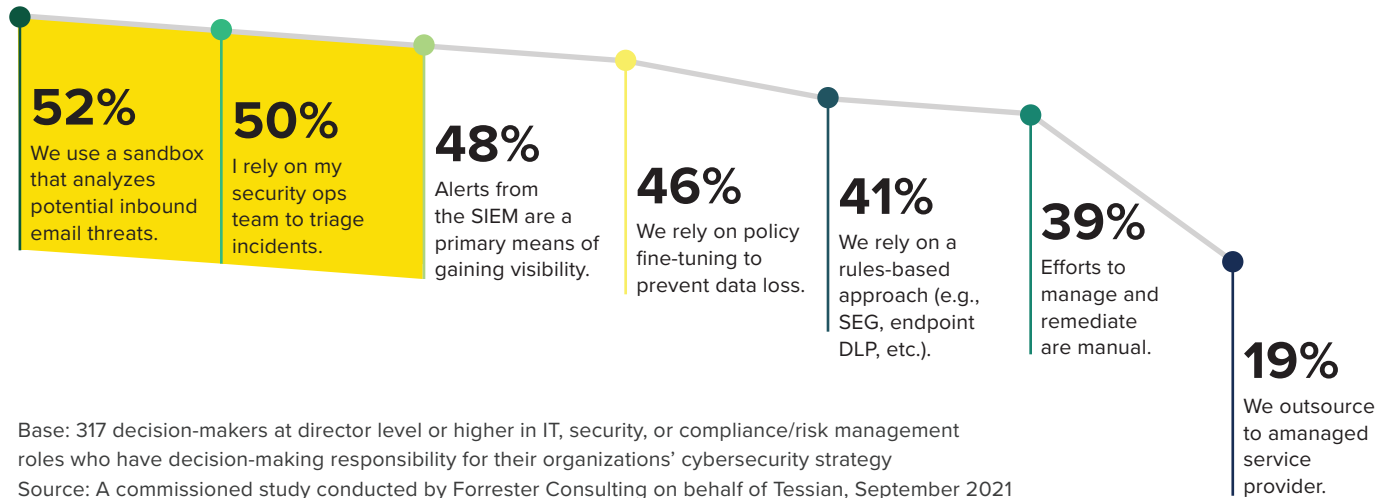 52%
We use a sandbox
that analyzes
potential inbound
email threats.
50%
I rely on my
security ops
team to triage
incidents.
48%
Alerts from
the SIEM are a
primary means of
gaining visibility.
46%
We rely on policy
fine-tuning to
prevent data loss.
41%
We rely on a
rules-based
approach (e.g.,
SEG, endpoint
DLP, etc.).
39%
Efforts to
manage and
remediate
are manual.
19%
We outsource
to amanaged
service
provider.
Base: 317 decision-makers at director level or higher in IT, security, or compliance/risk management
roles who have decision-making responsibility for their organizations’ cybersecurity strategy
Source: A commissioned study conducted by Forrester Consulting on behalf of Tessian, September 2021